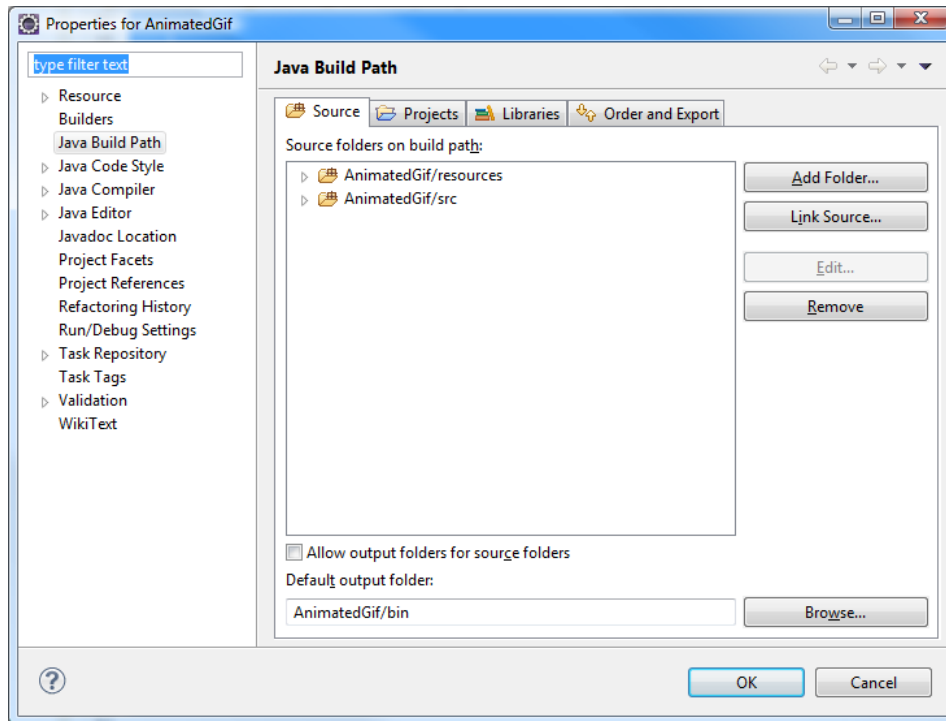 Properties for AnimatedGif
type filter text
Resource
Builders
Java Build Path
Java Code Style
Java Compiler
Java Editor
Javadoc Location
Project Facets
Project References
Refactoring History
Run/Debug Settings
Task Repository
Task Tags
Validation
WikiText
Java Build Path
Source Projects Libraries Order and Export
Source folders on build path:
AnimatedGif/resources
AnimatedGif/src
Add Folder...
Link Source...
Edit...
Remove
Allow output folders for source folders
Default output folder:
AnimatedGif/bin
Browse...
OK Cancel